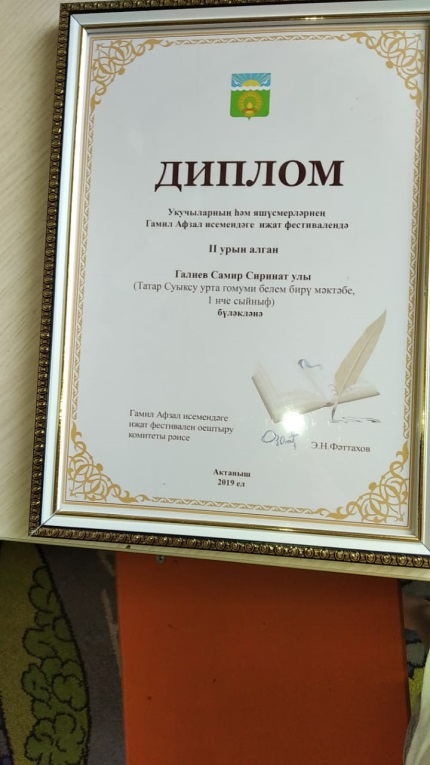 ДИПЛОМ
Укучыларның һәм яшүсмерләрнең
Гамил Афзал исемендәге иҗат фестивалендә
II урын алган
Галиев Самир Сиринат улы
(Татар Суыксу урта гомуми белем бирү мәктәбе,
1 нче сыйныф)
бүләкләнә
Гамил Афзал исемендәге
иҗат фестивален оештыру
комитеты рәисе
Э.Н.Фәттахов
Актаныш
2019 ел